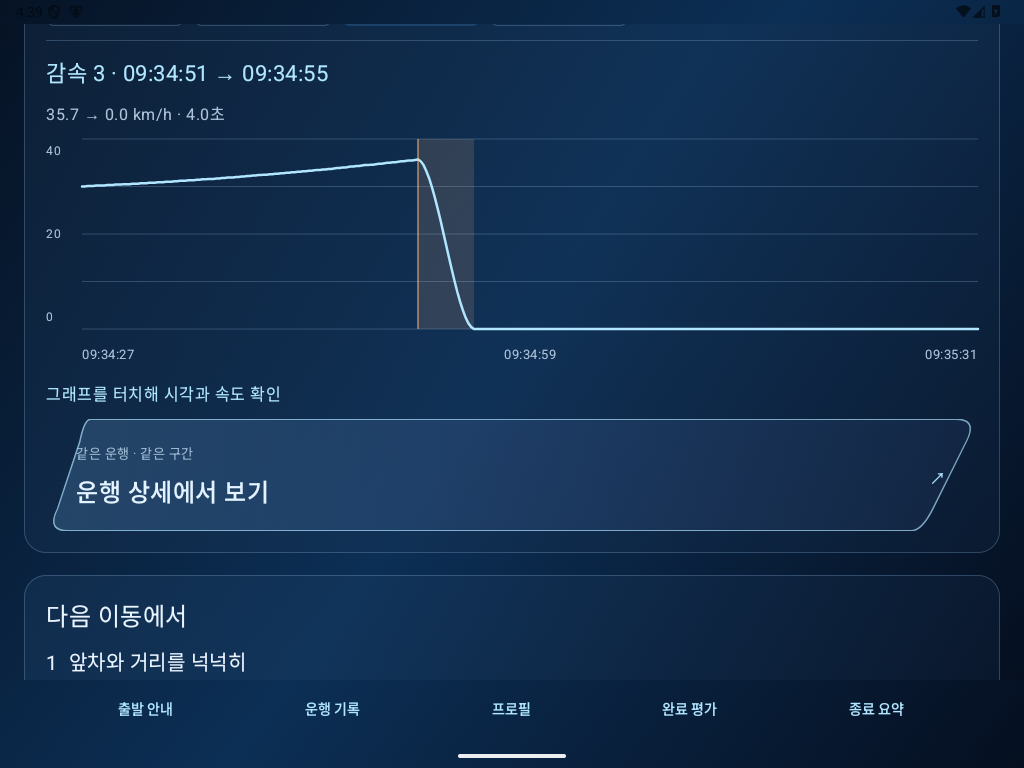 4:39
감속 3 · 09:34:51 → 09:34:55
35.7 → 0.0 km/h · 4.0초
40
20
0
09:34:27 09:34:59 09:35:31
그래프를 터치해 시각과 속도 확인
같은 운행 · 같은 구간
운행 상세에서 보기 ↗
다음 이동에서
1 앞차와 거리를 넉넉히
출발 안내 운행 기록 프로필 완료 평가 종료 요약